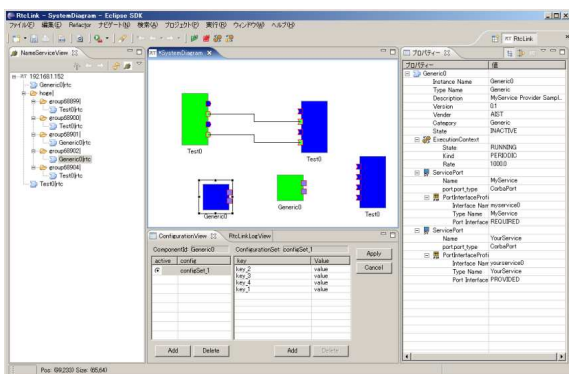 RtcLink - SystemDiagram - Eclipse SDK
ファイル(F) 編集(E) Refactor ナビゲート(N) 検索(A) プロジェクト(P) 実行(R) ウィンドウ(W) ヘルプ(H)
RT RtcLink
NameServiceView
RT 192.168.1.152
Generic0|rtc
hoge|
group68899|
Test0|rtc
group68900|
Test0|rtc
group68901|
Generic0|rtc
group68902|
Generic0|rtc
group68904|
Test0|rtc
Test0|rtc
*SystemDiagram
Test0
Test0
Generic0
Generic0
Test0
ConfigurationView RtcLinkLogView
ComponentId: Generic0 ConfigurationSet: configSet_1
active config
configSet_1
key Value
key_2 value
key_3 value
key_4 value
key_1 value
Apply
Cancel
Add Delete Add Delete
プロパティー
プロパティー 値
Generic0
Instance Name Generic0
Type Name Generic
Description MyService Provider Sampl..
Version 0.1
Vender AIST
Category Generic
State INACTIVE
ExecutionContext
State RUNNING
Kind PERIODIC
Rate 1000.0
ServicePort
Name MyService
port.port_type CorbaPort
PortInterfaceProfi
Interface Nam myservice0
Type Name MyService
Port Interface REQUIRED
ServicePort
Name YourService
port.port_type CorbaPort
PortInterfaceProfi
Interface Nam yourservice0
Type Name YourService
Port Interface PROVIDED